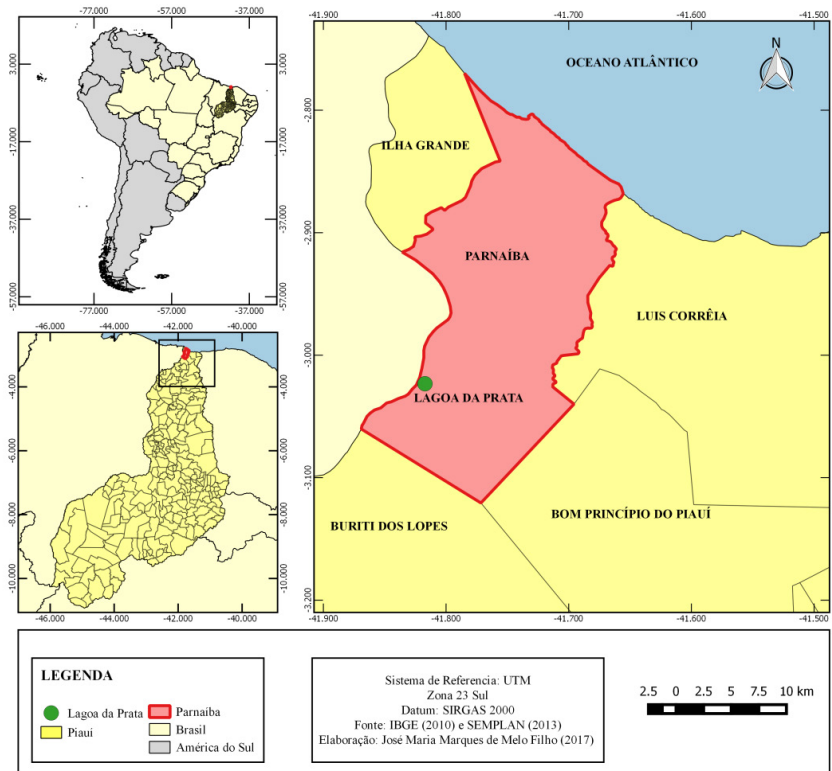 -77.000 -57.000 -37.000
3.000 3.000
-17.000 -17.000
-37.000 -37.000
-57.000 -57.000
-77.000 -57.000 -37.000
-46.000 -44.000 -42.000 -40.000
-4.000 -4.000
-6.000 -6.000
-8.000 -8.000
-10.000 -10.000
-46.000 -44.000 -42.000 -40.000
-41.900 -41.800 -41.700 -41.600 -41.500
N
OCEANO ATLÂNTICO
-2.800 -2.800
ILHA GRANDE
-2.900 -2.900
PARNAÍBA
LUIS CORRÊIA
-3.000 -3.000
LAGOA DA PRATA
-3.100 -3.100
BURITI DOS LOPES
BOM PRINCÍPIO DO PIAUÍ
-3.200 -3.200
-41.900 -41.800 -41.700 -41.600 -41.500
LEGENDA
Lagoa da Prata
Piauí
Parnaíba
Brasil
América do Sul
Sistema de Referencia: UTM
Zona 23 Sul
Datum: SIRGAS 2000
Fonte: IBGE (2010) e SEMPLAN (2013)
Elaboração: José Maria Marques de Melo Filho (2017)
2.5 0 2.5 5 7.5 10 km